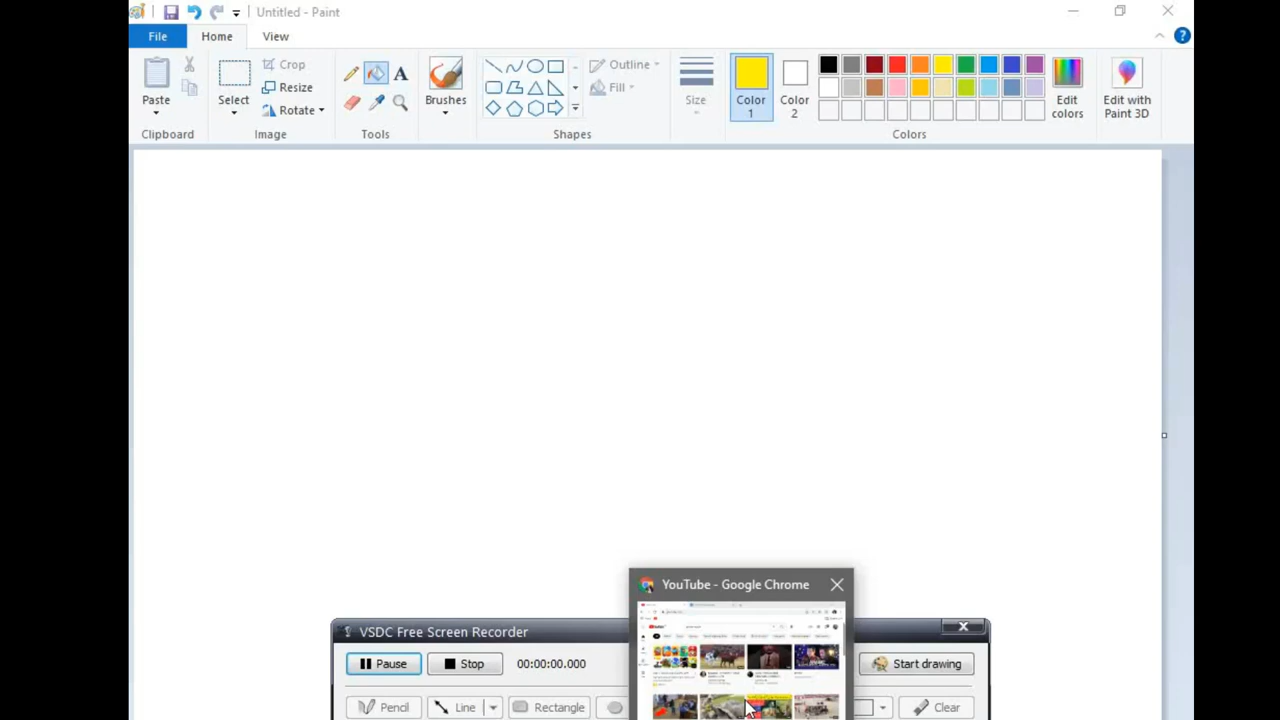 Untitled - Paint
File Home View
Paste
Select
Crop
Resize
Rotate
Brushes
Outline
Fill
Size
Color 1
Color 2
Edit colors
Edit with Paint 3D
Clipboard Image Tools Shapes Colors
YouTube - Google Chrome
VSDC Free Screen Recorder
Pause Stop 00:00:00.000 Start drawing
Pencil Line Rectangle Clear